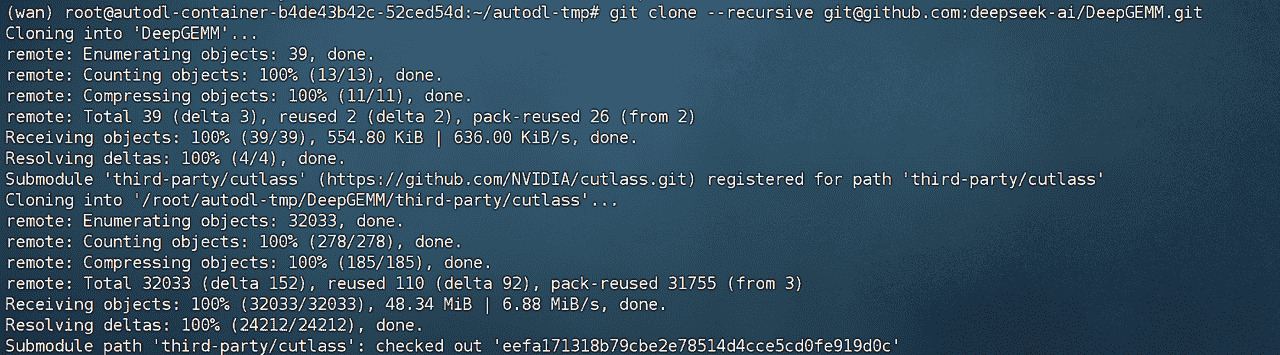 (wan) root@autodl-container-b4de43b42c-52ced54d:~/autodl-tmp# git clone --recursive git@github.com:deepseek-ai/DeepGEMM.git
Cloning into 'DeepGEMM'...
remote: Enumerating objects: 39, done.
remote: Counting objects: 100% (13/13), done.
remote: Compressing objects: 100% (11/11), done.
remote: Total 39 (delta 3), reused 2 (delta 2), pack-reused 26 (from 2)
Receiving objects: 100% (39/39), 554.80 KiB | 636.00 KiB/s, done.
Resolving deltas: 100% (4/4), done.
Submodule 'third-party/cutlass' (https://github.com/NVIDIA/cutlass.git) registered for path 'third-party/cutlass'
Cloning into '/root/autodl-tmp/DeepGEMM/third-party/cutlass'...
remote: Enumerating objects: 32033, done.
remote: Counting objects: 100% (278/278), done.
remote: Compressing objects: 100% (185/185), done.
remote: Total 32033 (delta 152), reused 110 (delta 92), pack-reused 31755 (from 3)
Receiving objects: 100% (32033/32033), 48.34 MiB | 6.88 MiB/s, done.
Resolving deltas: 100% (24212/24212), done.
Submodule path 'third-party/cutlass': checked out 'eefa171318b79cbe2e78514d4cce5cd0fe919d0c'